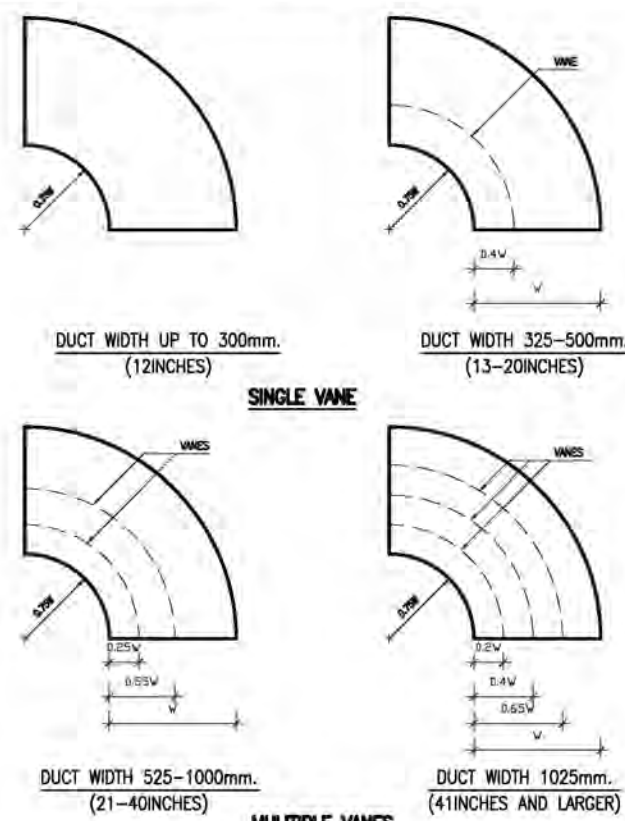 VANE
0.75W
0.75W
0.4W
W
DUCT WIDTH UP TO 300mm.
(12INCHES)
DUCT WIDTH 325-500mm.
(13-20INCHES)
SINGLE VANE
VANES
VANES
0.75W
0.75W
0.25W
0.55W
W
0.2W
0.4W
0.65W
W
DUCT WIDTH 525-1000mm.
(21-40INCHES)
DUCT WIDTH 1025mm.
(41INCHES AND LARGER)
MULTIPLE VANES